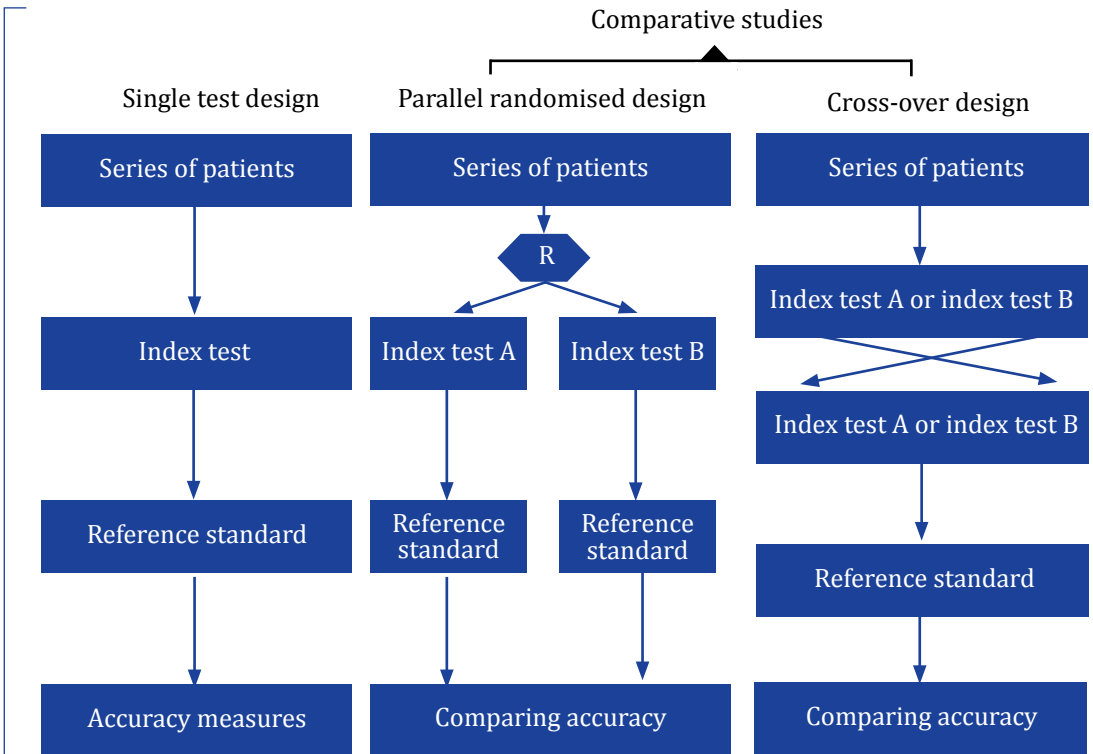 Comparative studies
Single test design
Series of patients
Index test
Reference standard
Accuracy measures
Parallel randomised design
Series of patients
R
Index test A
Index test B
Reference
standard
Reference
standard
Comparing accuracy
Cross-over design
Series of patients
Index test A or index test B
Index test A or index test B
Reference standard
Comparing accuracy